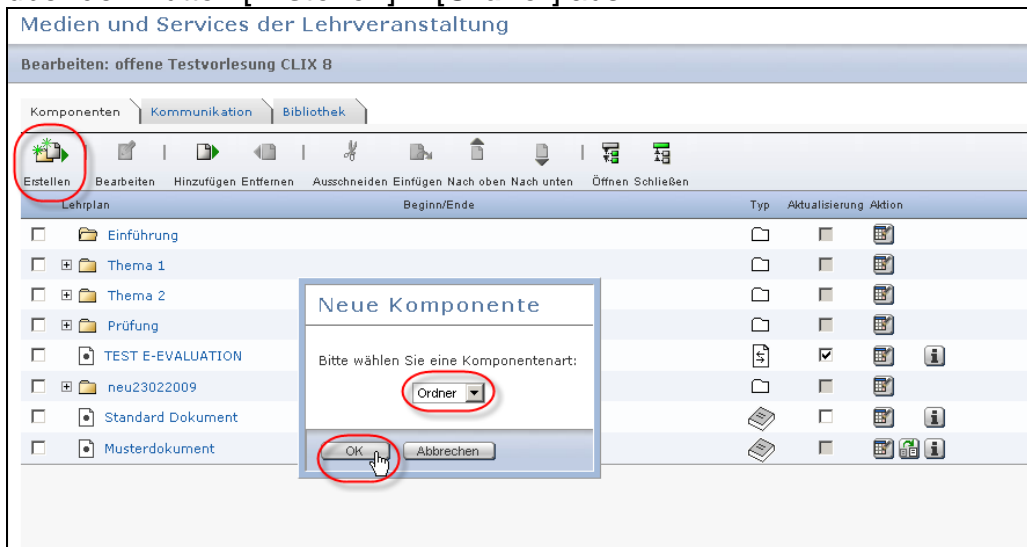 Medien und Services der Lehrveranstaltung
Bearbeiten: offene Testvorlesung CLIX 8
Komponenten Kommunikation Bibliothek
Erstellen Bearbeiten Hinzufügen Entfernen Ausschneiden Einfügen Nach oben Nach unten Öffnen Schließen
Lehrplan Beginn/Ende Typ Aktualisierung Aktion
Einführung
Thema 1
Thema 2
Prüfung
TEST E-EVALUATION
neu23022009
Standard Dokument
Musterdokument
Neue Komponente
Bitte wählen Sie eine Komponentenart:
Ordner
OK Abbrechen